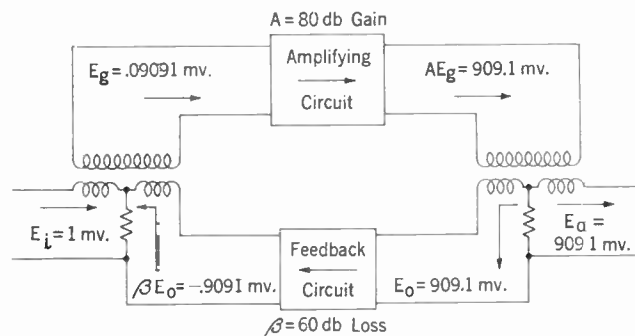 A = 80 db Gain
Eg = .09091 mv.
Amplifying
Circuit
AEg = 909.1 mv.
Ei = 1 mv.
βEo = -.9091 mv.
Feedback
Circuit
Eo = 909.1 mv.
Ea =
909 1 mv.
β = 60 db Loss